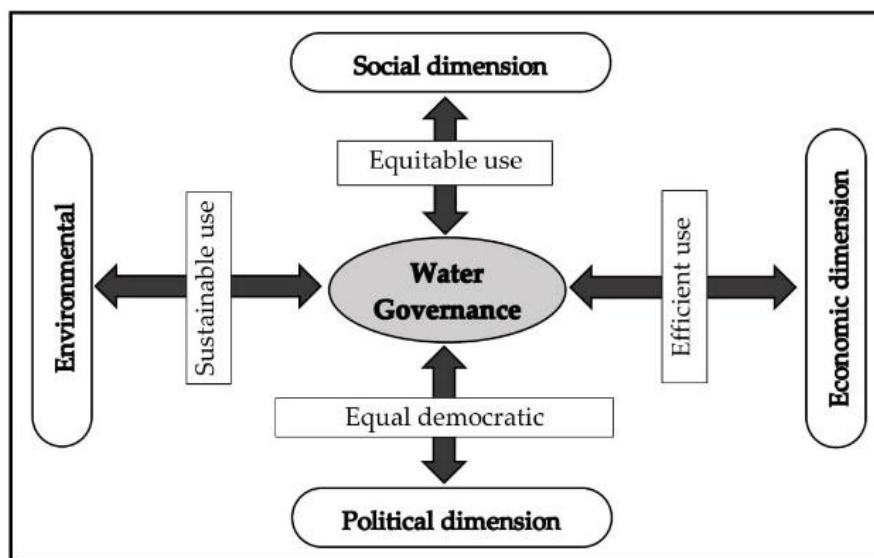 Social dimension
Equitable use
Environmental
Sustainable use
Water
Governance
Efficient use
Economic dimension
Equal democratic
Political dimension